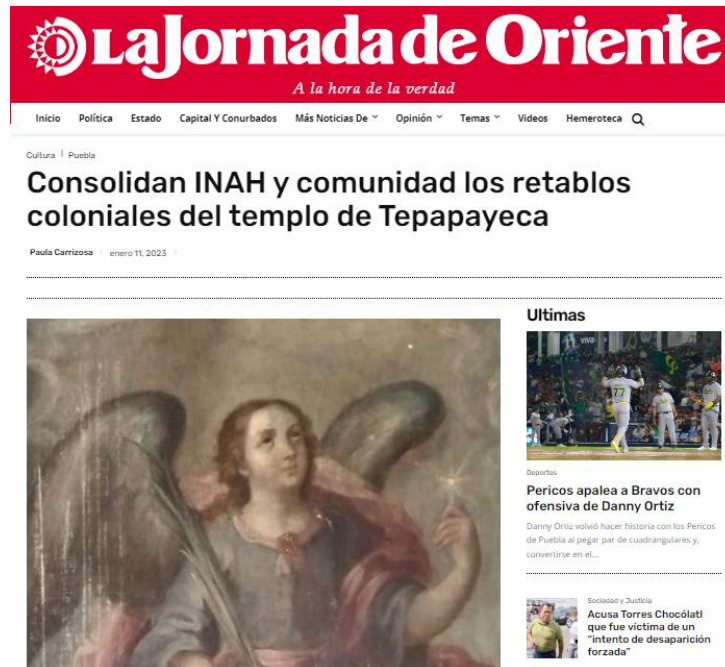 La Jornada de Oriente
A la hora de la verdad
Inicio Política Estado Capital Y Conurbados Más Noticias De Opinión Temas Videos Hemeroteca
Cultura Puebla
Consolidan INAH y comunidad los retablos
coloniales del templo de Tepapayeca
Paula Carrizosa enero 11, 2023
Ultimas
77
Deportes
Pericos apalea a Bravos con
ofensiva de Danny Ortiz
Danny Ortiz volvió hacer historia con los Pericos
de Puebla al pegar par de cuadrangulares y,
convertirse en el...
Sociedad y Justicia
Acusa Torres Chocólatl
que fue víctima de un
"intento de desaparición
forzada"